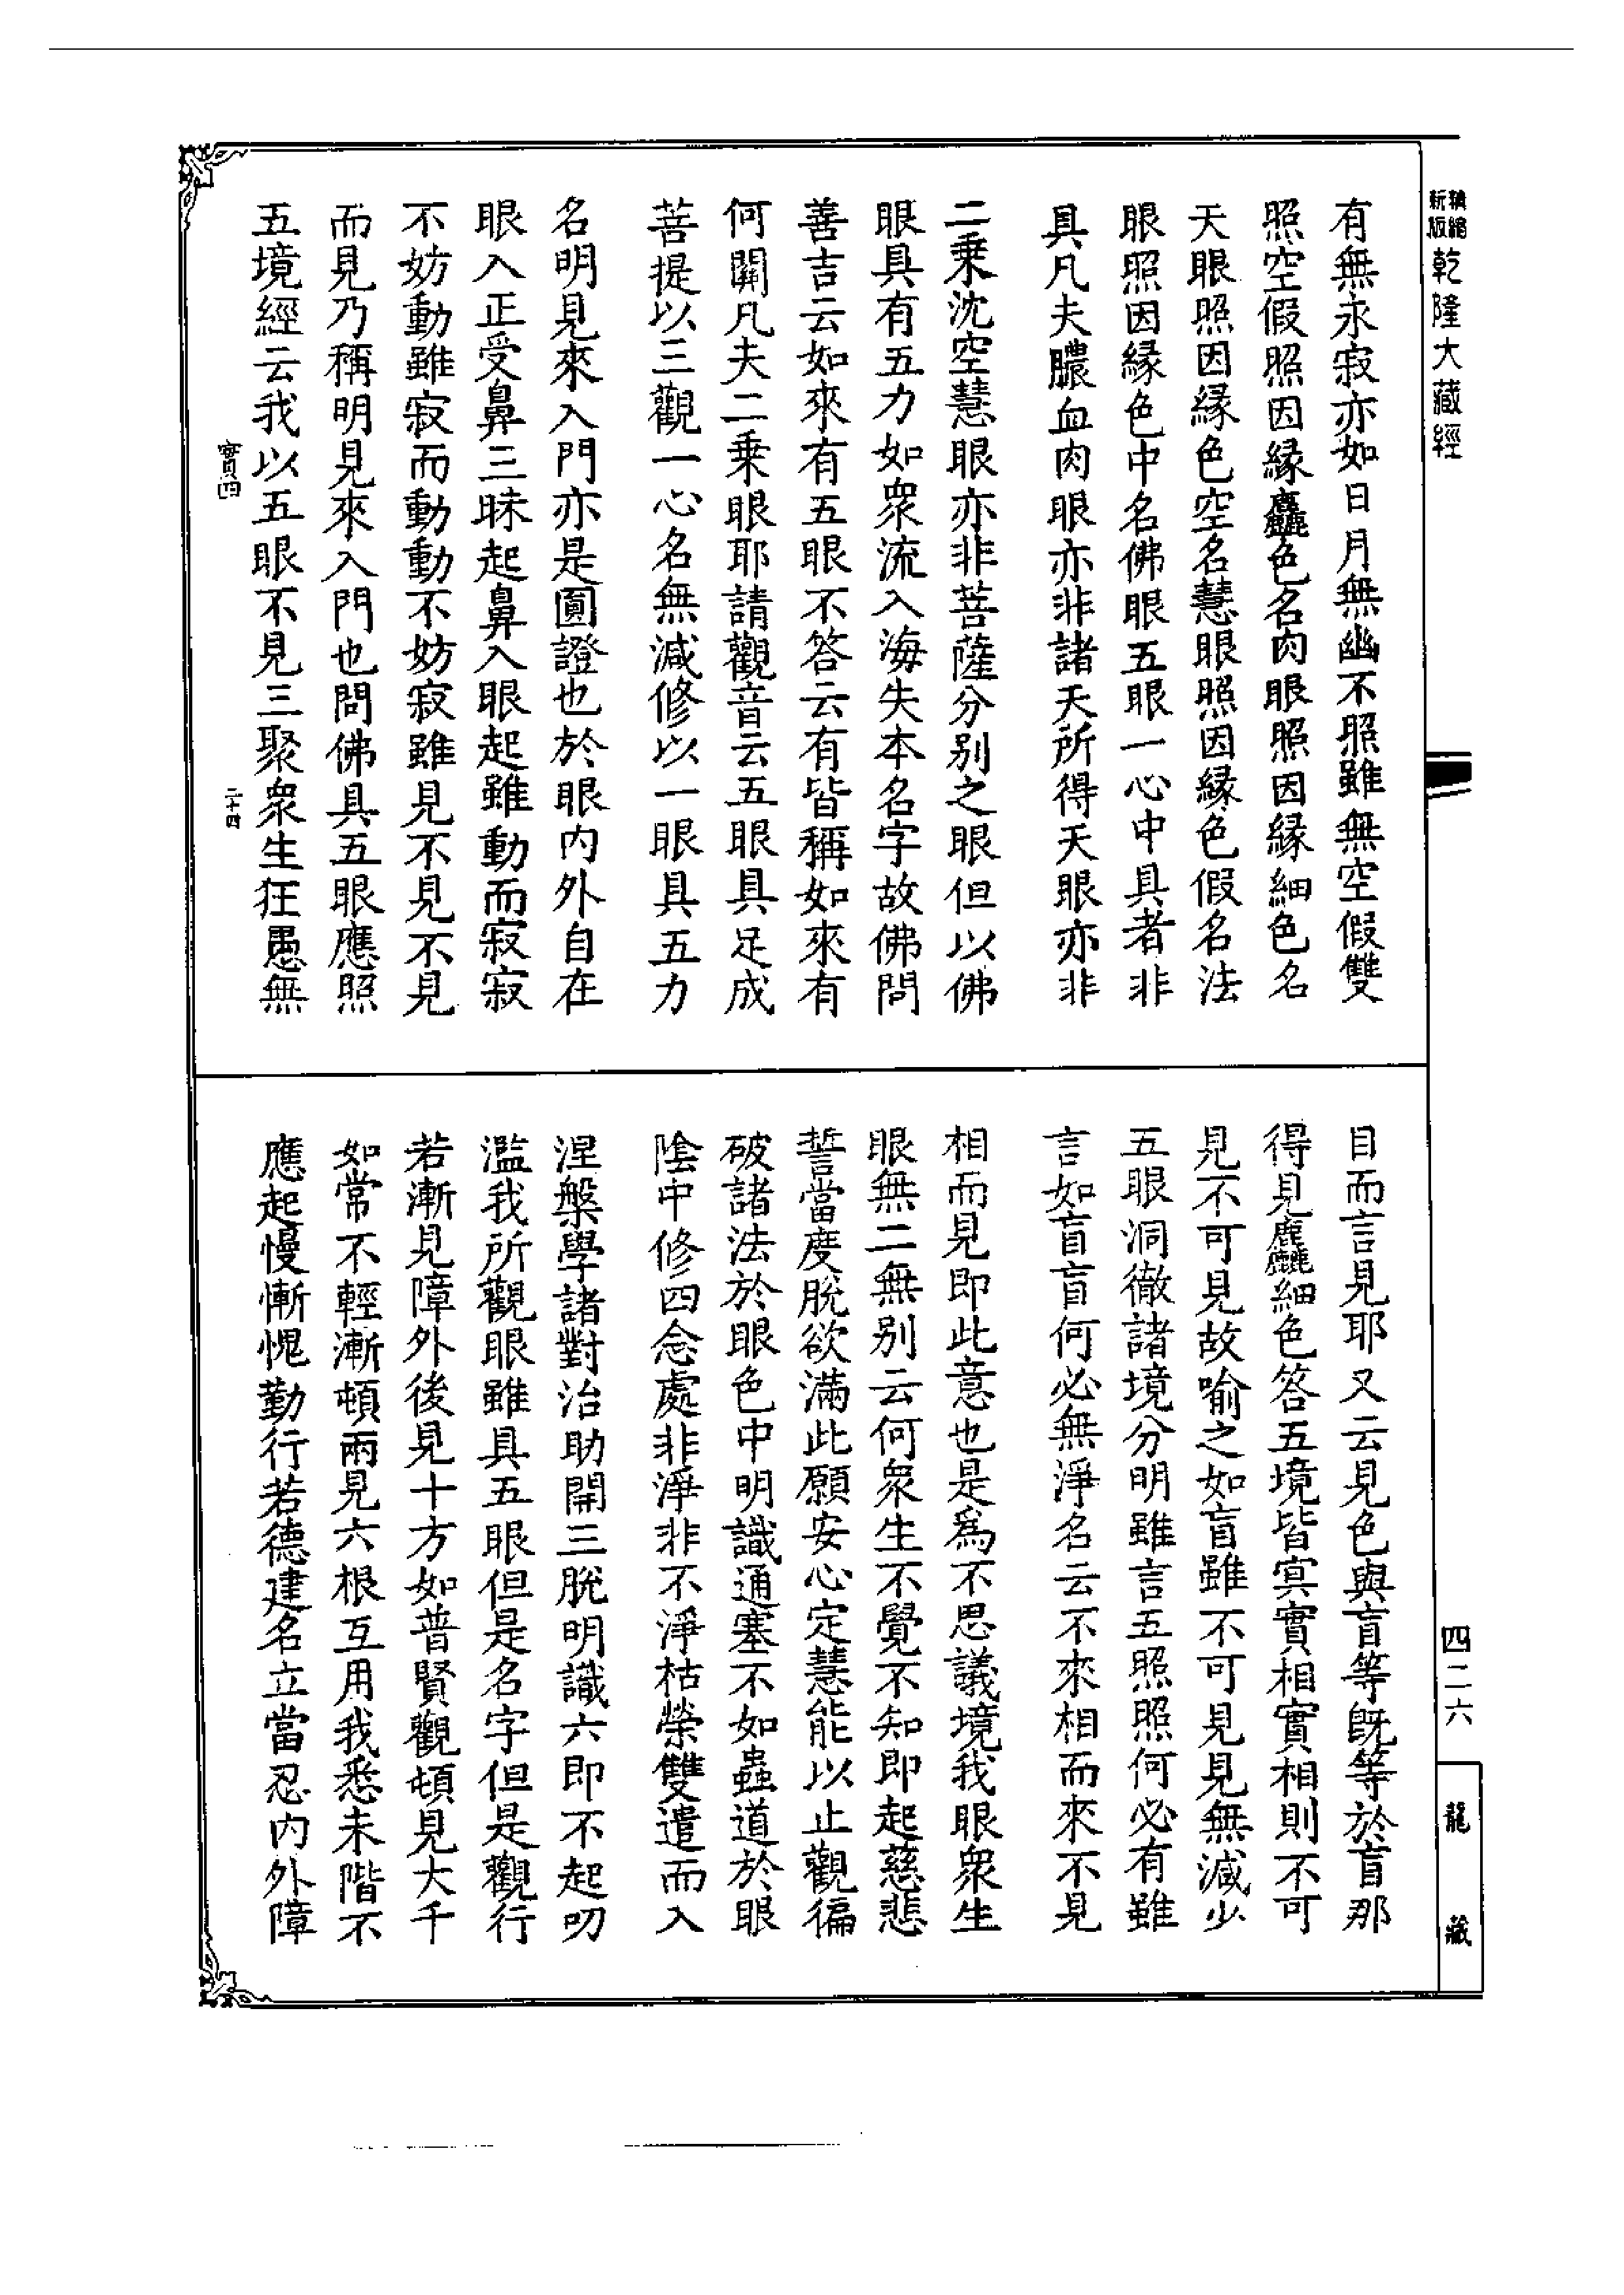 新版精縮乾隆大藏經
有無永寂亦如日月無幽不照雖無空假雙
照空假照因緣麤色名肉眼照因緣細色名
天眼照因緣色空名慧眼照因緣色假名法
眼照因緣色中名佛眼五眼一心中具者非
具凡夫膿血肉眼亦非諸天所得天眼亦非
二乘沈空慧眼亦非菩薩分別之眼但以佛
眼具有五力如衆流入海失本名字故佛問
善吉云如來有五眼不答云有皆稱如來有
何關凡夫二乘眼耶請觀音云五眼具足成
菩提以三觀一心名無減修以一眼具五力
名明見來入門亦是圓證也於眼內外自在
眼入正受鼻三昧起鼻入眼起雖動而寂寂
不妨動雖寂而動動不妨寂雖見不見不見
而見乃稱明見來入門也問佛具五眼應照
五境經云我以五眼不見三聚衆生狂愚無
寶四
二十四
目而言見耶又云見色與盲等既等於盲那
得見麤細色答五境皆㝠實相實相則不可
見不可見故喻之如盲雖不可見見無減少
五眼洞徹諸境分明雖言五照照何必有雖
言如盲盲何必無淨名云不來相而來不見
相而見即此意也是爲不思議境我眼衆生
眼無二無別云何衆生不覺不知即起慈悲
誓當度脫欲滿此願安心定慧能以止觀徧
破諸法於眼色中明識通塞不如蟲道於眼
陰中修四念處非淨非不淨枯榮雙遣而入
涅槃學諸對治助開三脫明識六即不起叨
濫我所觀眼雖具五眼但是名字但是觀行
若漸見障外後見十方如普賢觀頓見大千
如常不輕漸頓兩見六根互用我悉未階不
應起慢慚愧勤行若德建名立當忍內外障
四二六
龍藏